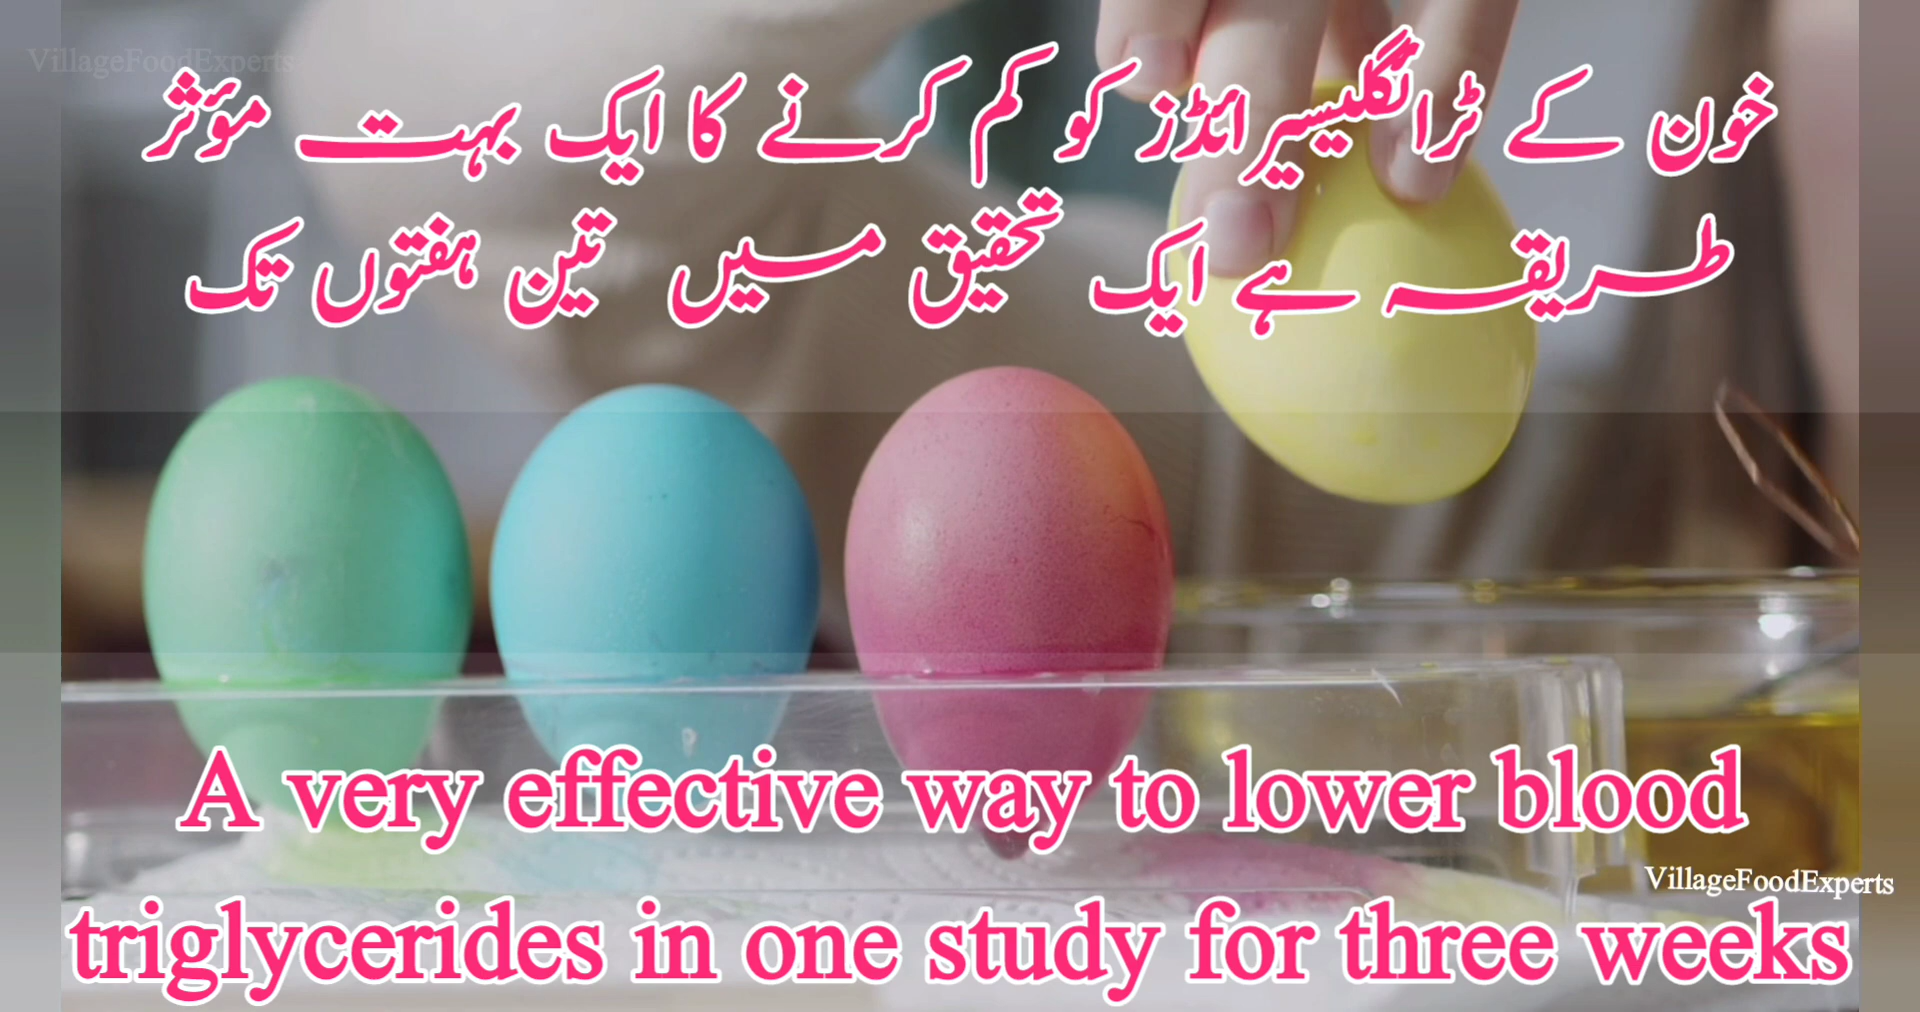 VillageFoodExperts
خون کے ٹرائگلیسیرائڈز کو کم کرنے کا ایک بہت مؤثر
طریقہ ہے ایک تحقیق میں تین ہفتوں تک
A very effective way to lower blood
VillageFoodExperts
triglycerides in one study for three weeks